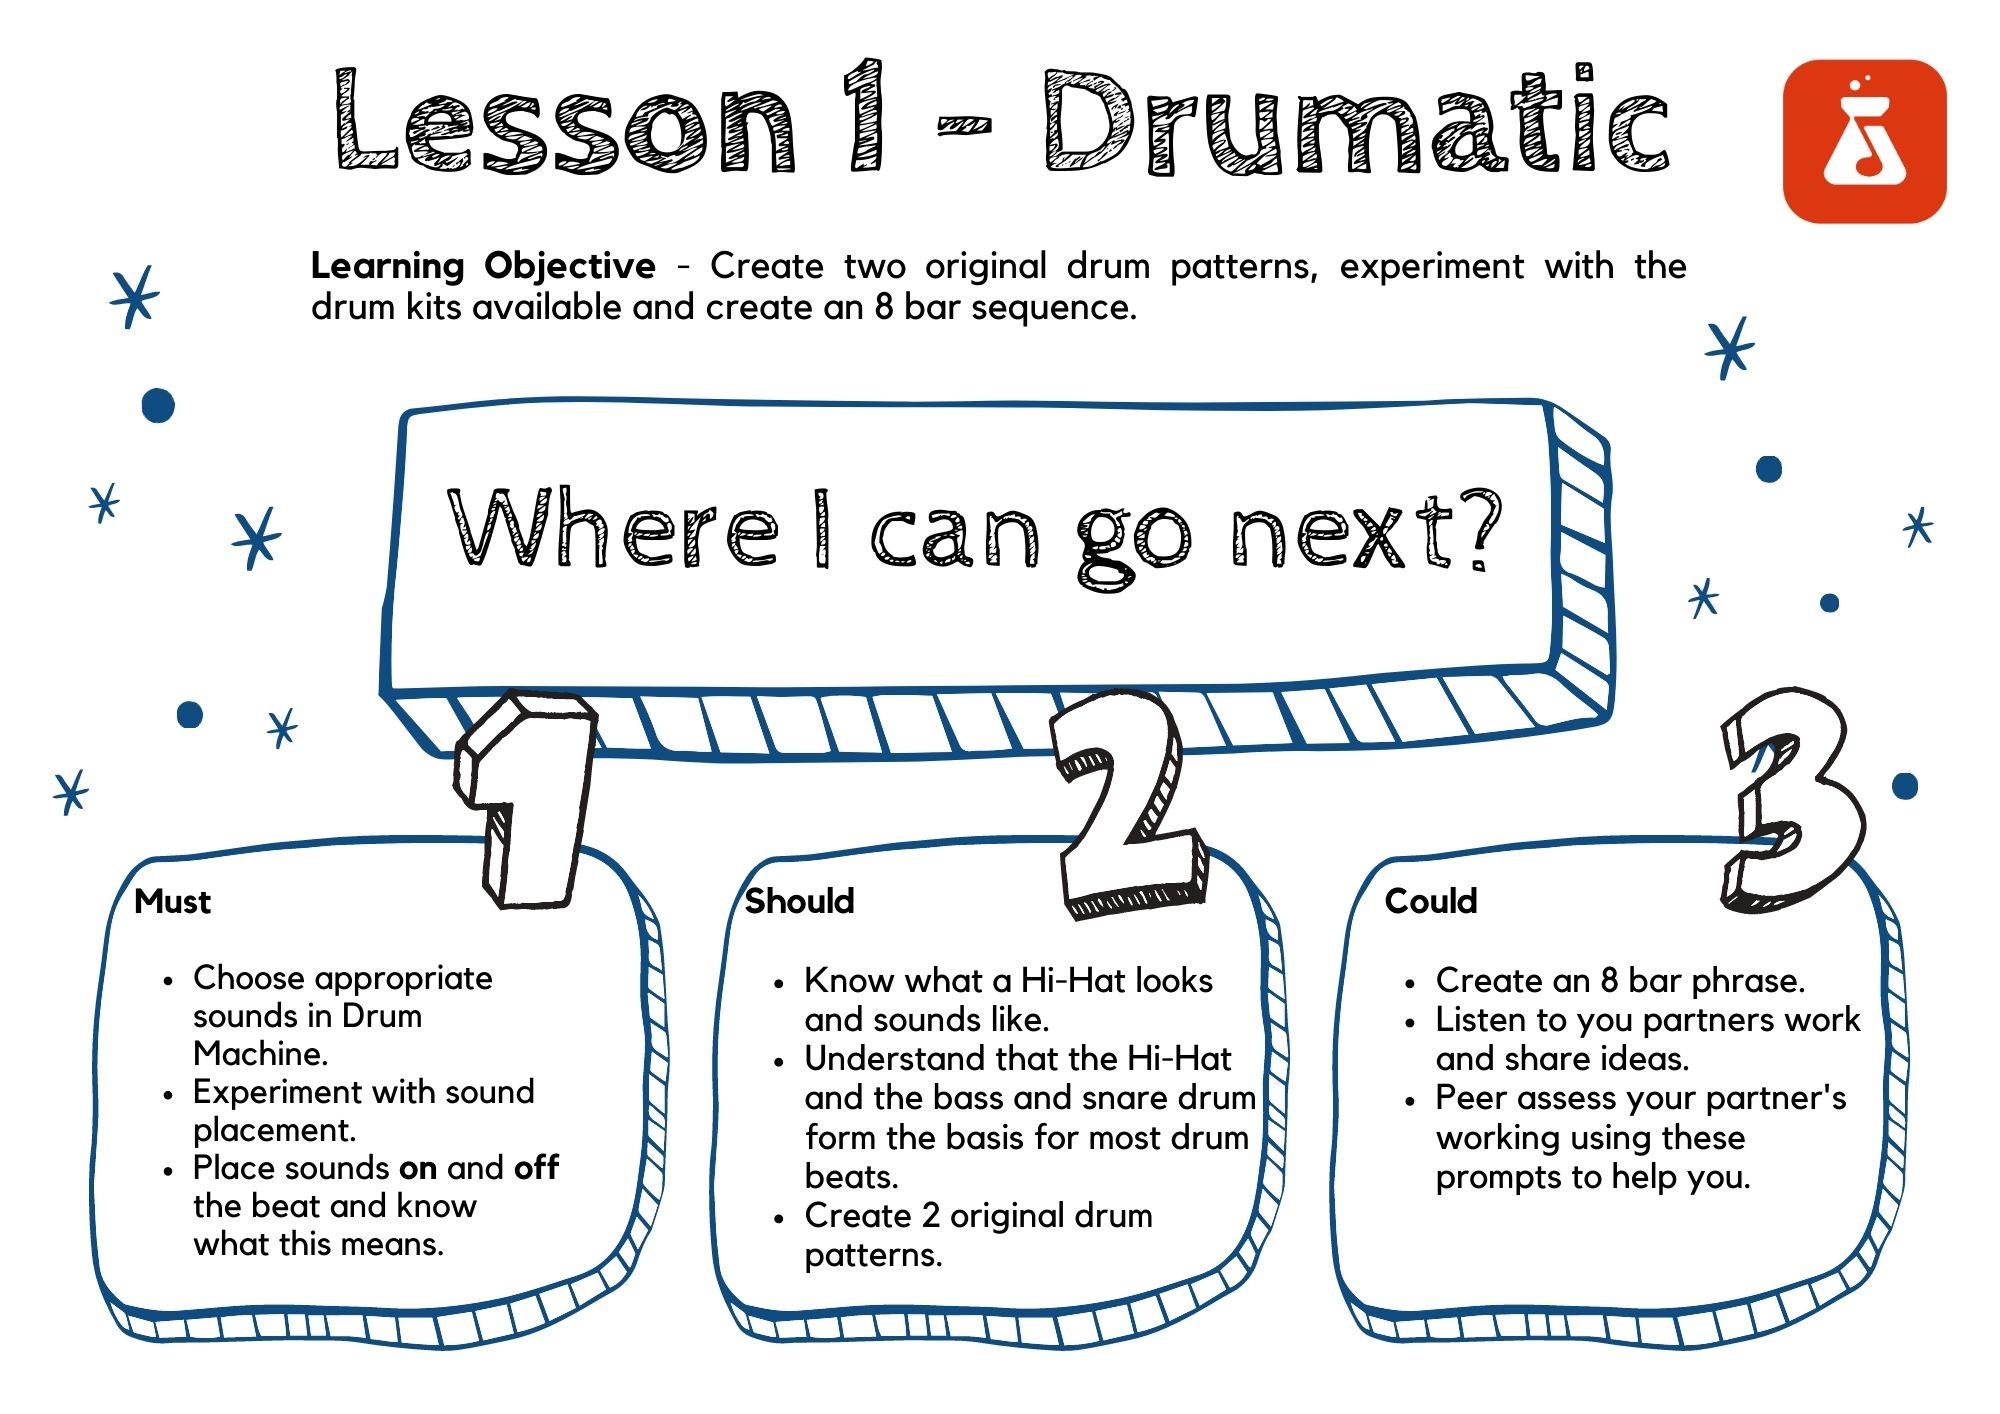 Lesson 1 - Drumatic
Learning Objective - Create two original drum patterns, experiment with the
drum kits available and create an 8 bar sequence.
Where I can go next?
1
Must
• Choose appropriate
sounds in Drum
Machine.
• Experiment with sound
placement.
• Place sounds on and off
the beat and know
what this means.
2
Should
• Know what a Hi-Hat looks
and sounds like.
• Understand that the Hi-Hat
and the bass and snare drum
form the basis for most drum
beats.
• Create 2 original drum
patterns.
3
Could
• Create an 8 bar phrase.
• Listen to you partners work
and share ideas.
• Peer assess your partner's
working using these
prompts to help you.